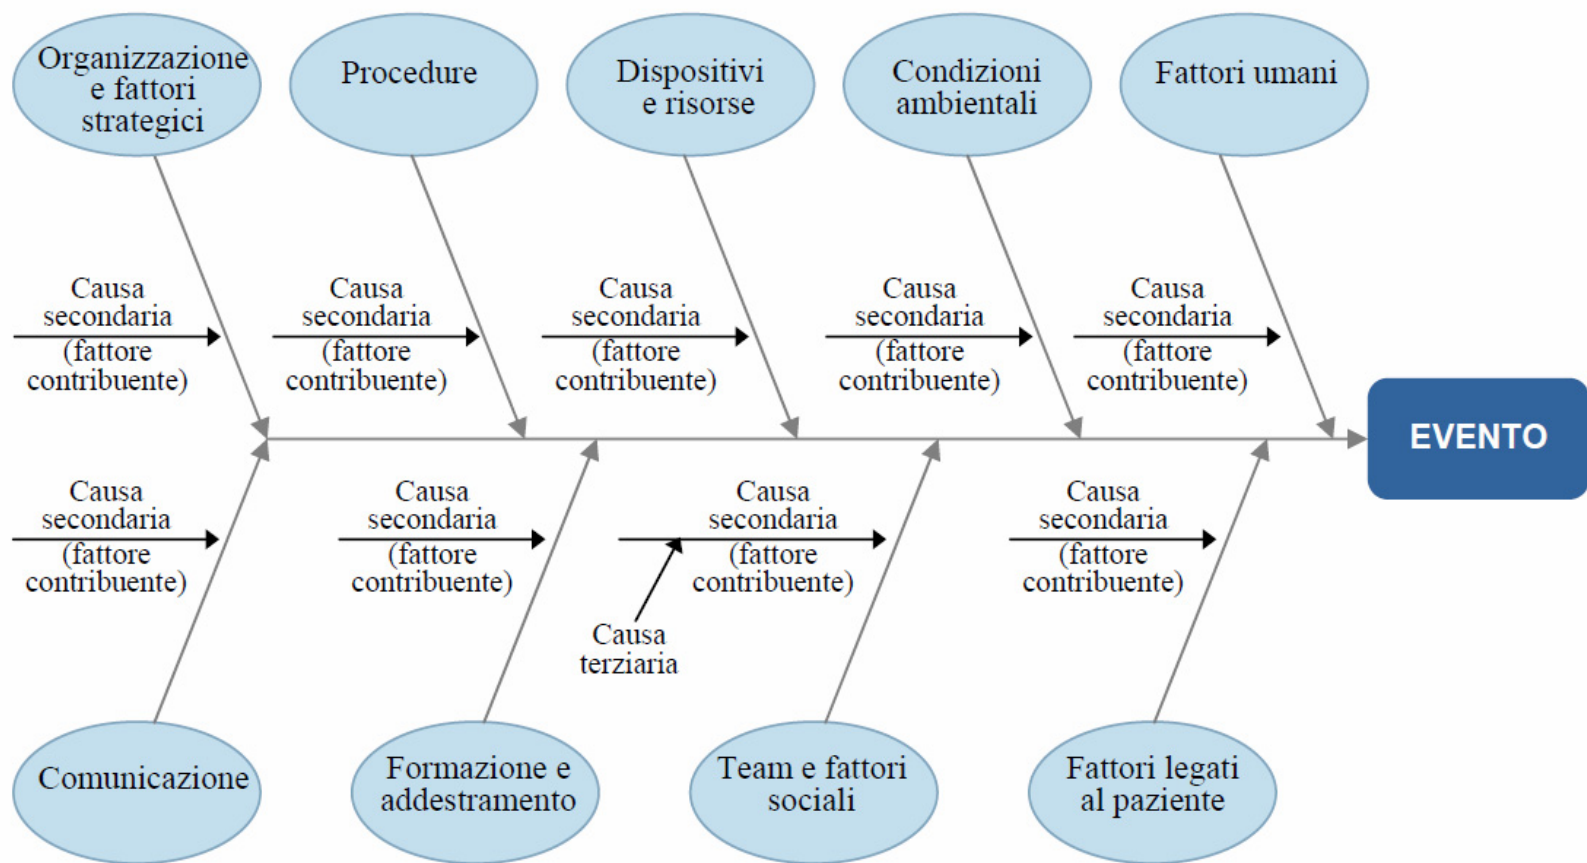 Organizzazione
e fattori
strategici
Procedure
Dispositivi
e risorse
Condizioni
ambientali
Fattori umani
Causa
secondaria
(fattore
contribuente)
Causa
secondaria
(fattore
contribuente)
Causa
secondaria
(fattore
contribuente)
Causa
secondaria
(fattore
contribuente)
Causa
secondaria
(fattore
contribuente)
EVENTO
Causa
secondaria
(fattore
contribuente)
Causa
secondaria
(fattore
contribuente)
Causa
secondaria
(fattore
contribuente)
Causa
secondaria
(fattore
contribuente)
Causa
terziaria
Comunicazione
Formazione e
addestramento
Team e fattori
sociali
Fattori legati
al paziente